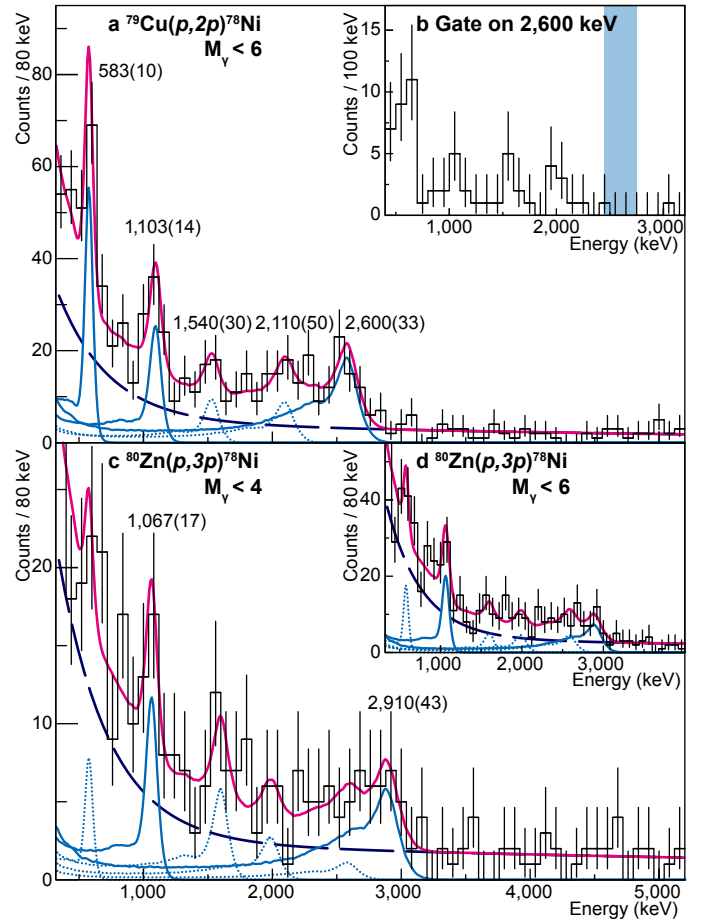 a ⁷⁹Cu(p,2p)⁷⁸Ni
Mγ < 6
Counts / 80 keV
80
60
40
20
0
583(10)
1,103(14)
1,540(30)
2,110(50)
2,600(33)
b Gate on 2,600 keV
Counts / 100 keV
15
10
5
0
1,000
2,000
3,000
Energy (keV)
c ⁸⁰Zn(p,3p)⁷⁸Ni
Mγ < 4
Counts / 80 keV
20
10
0
1,067(17)
2,910(43)
1,000
2,000
3,000
4,000
5,000
Energy (keV)
d ⁸⁰Zn(p,3p)⁷⁸Ni
Mγ < 6
Counts / 80 keV
40
20
0
1,000
2,000
3,000
Energy (keV)